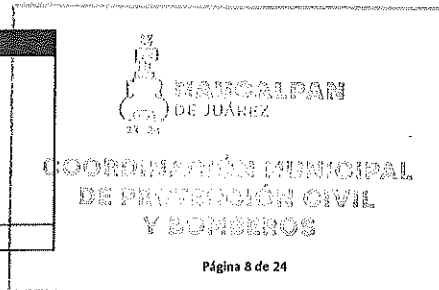 NAUCALPAN
DE JUÁREZ
COORDINACIÓN MUNICIPAL
DE PROTECCIÓN CIVIL
Y BOMBEROS
Página 8 de 24